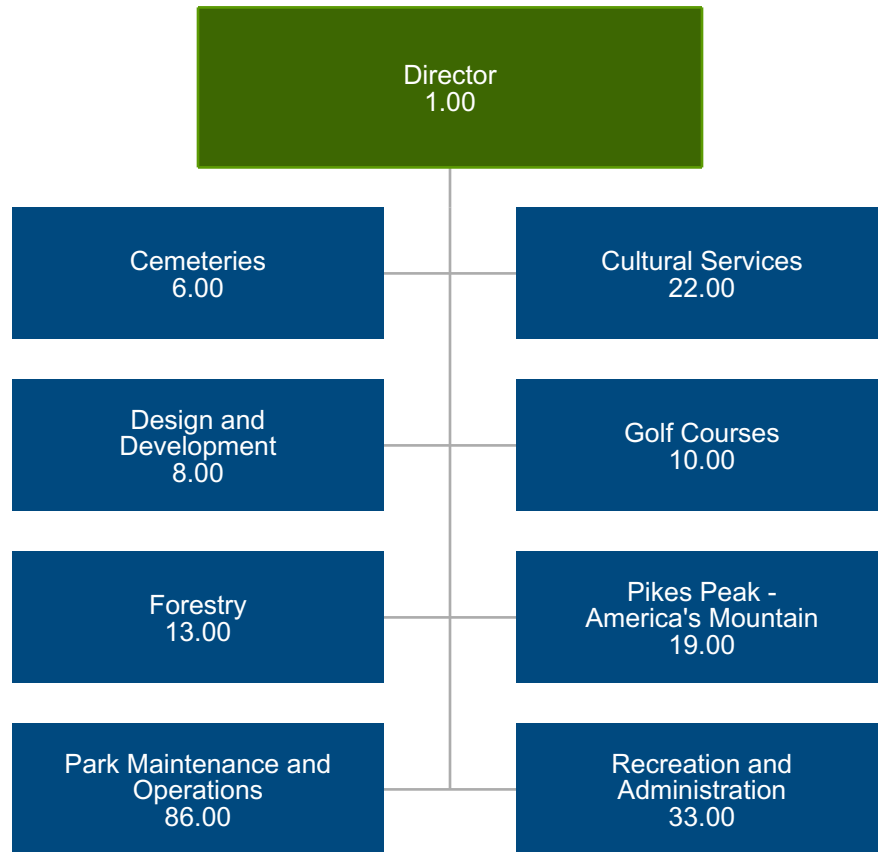 Director
1.00
Cemeteries
6.00
Cultural Services
22.00
Design and
Development
8.00
Golf Courses
10.00
Forestry
13.00
Pikes Peak -
America's Mountain
19.00
Park Maintenance and
Operations
86.00
Recreation and
Administration
33.00